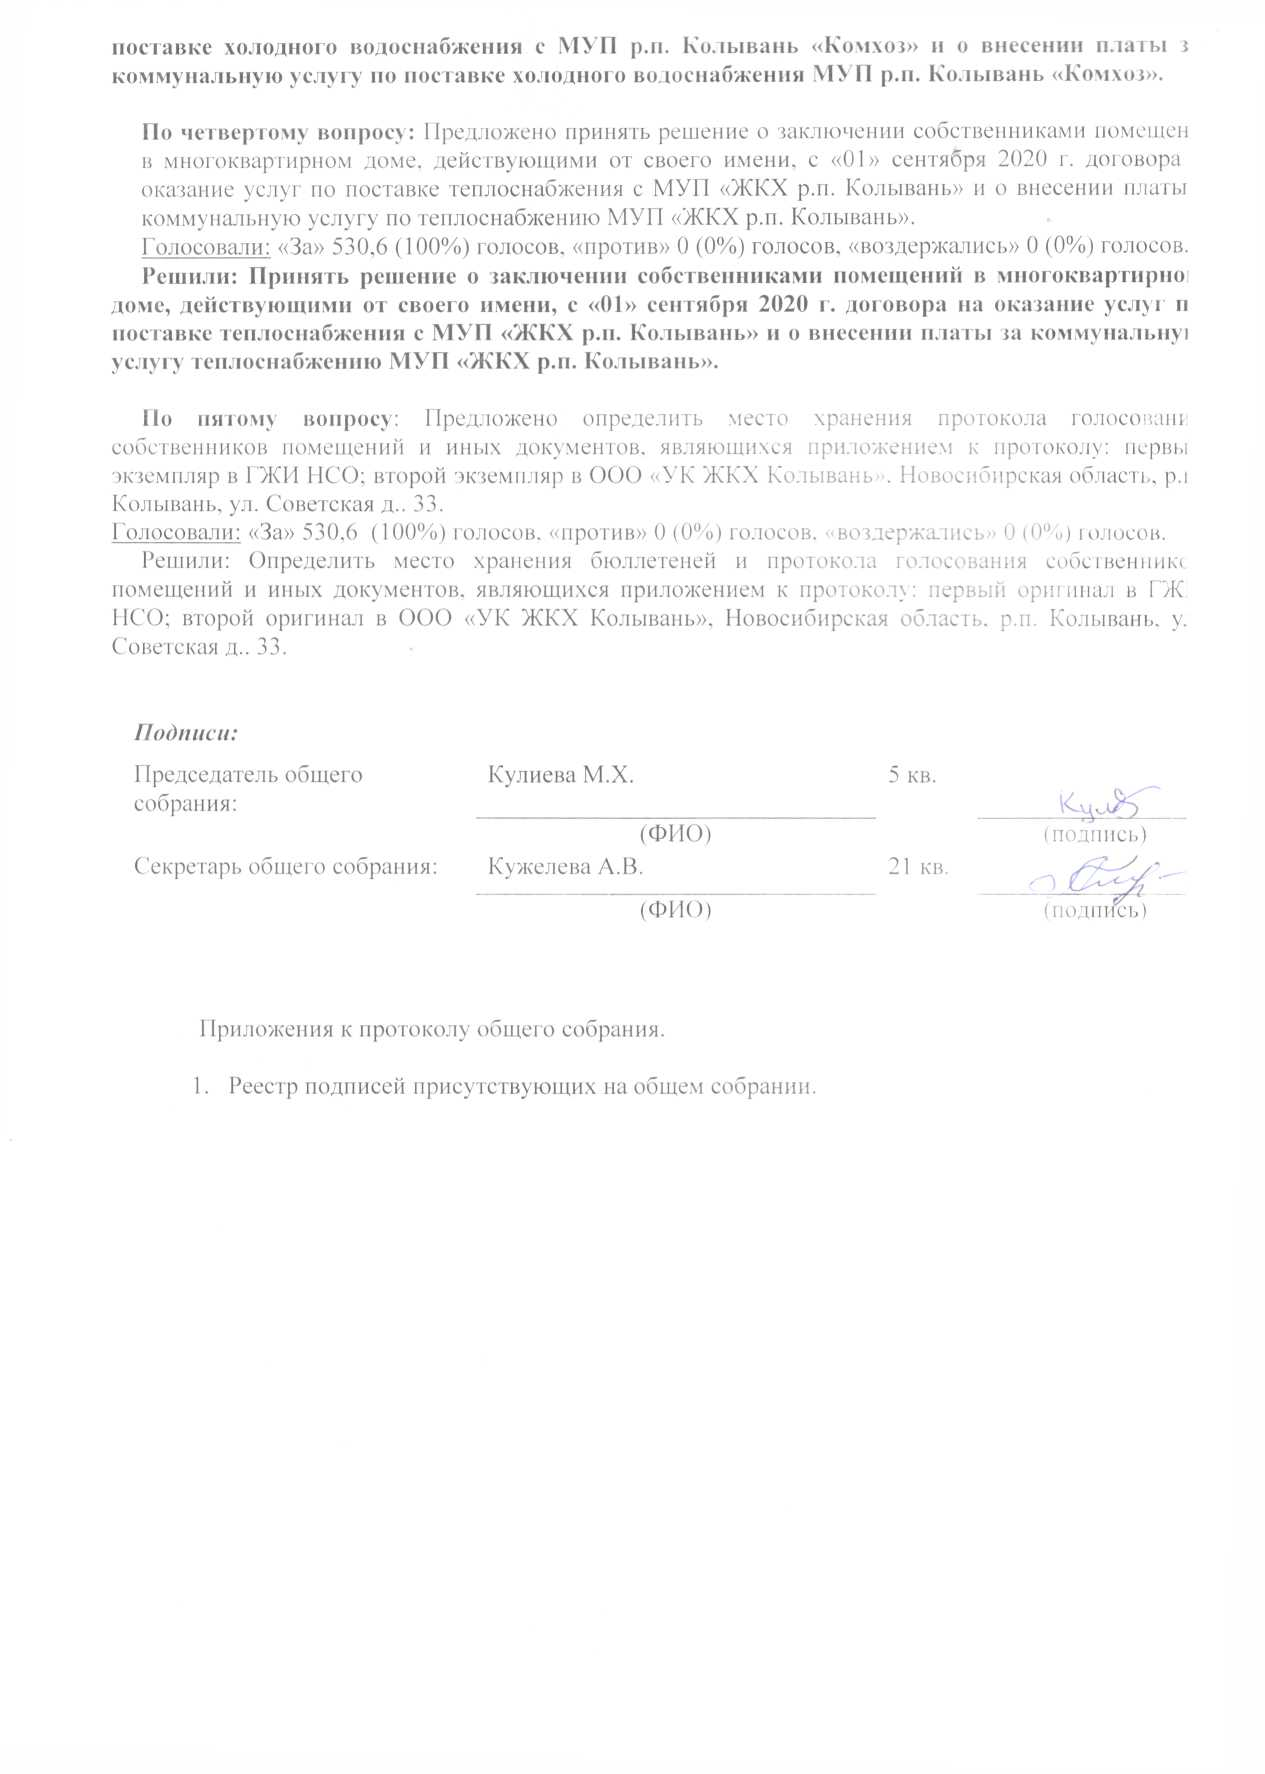 поставке холодного водоснабжения с МУП р.п. Колывань «Комхоз» и о внесении платы з
коммунальную услугу по поставке холодного водоснабжения МУП р.п. Колывань «Комхоз».
По четвертому вопросу: Предложено принять решение о заключении собственниками помещен
в многоквартирном доме, действующими от своего имени, с «01» сентября 2020 г. договора
оказание услуг по поставке теплоснабжения с МУП «ЖКХ р.п. Колывань» и о внесении платы
коммунальную услугу по теплоснабжению МУП «ЖКХ р.п. Колывань».
Голосовали: «За» 530,6 (100%) голосов, «против» 0 (0%) голосов, «воздержались» 0 (0%) голосов.
Решили: Принять решение о заключении собственниками помещений в многоквартирно
доме, действующими от своего имени, с «01» сентября 2020 г. договора на оказание услуг п
поставке теплоснабжения с МУП «ЖКХ р.п. Колывань» и о внесении платы за коммунальну
услугу теплоснабжению МУП «ЖКХ р.п. Колывань».
По пятому вопросу: Предложено определить место хранения протокола голосовани
собственников помещений и иных документов, являющихся приложением к протоколу: первы
экземпляр в ГЖИ НСО; второй экземпляр в ООО «УК ЖКХ Колывань», Новосибирская область, р.п
Колывань, ул. Советская д.. 33.
Голосовали: «За» 530,6 (100%) голосов, «против» 0 (0%) голосов, «воздержались» 0 (0%) голосов.
Решили: Определить место хранения бюллетеней и протокола голосования собственник
помещений и иных документов, являющихся приложением к протоколу: первый оригинал в ГЖ
НСО; второй оригинал в ООО «УК ЖКХ Колывань», Новосибирская область, р.п. Колывань, у
Советская д.. 33.
Подписи:
Председатель общего Кулиева М.Х. 5 кв.
собрания:
(ФИО) (подпись)
Секретарь общего собрания: Кужелева А.В. 21 кв.
(ФИО) (подпись)
Приложения к протоколу общего собрания.
1. Реестр подписей присутствующих на общем собрании.